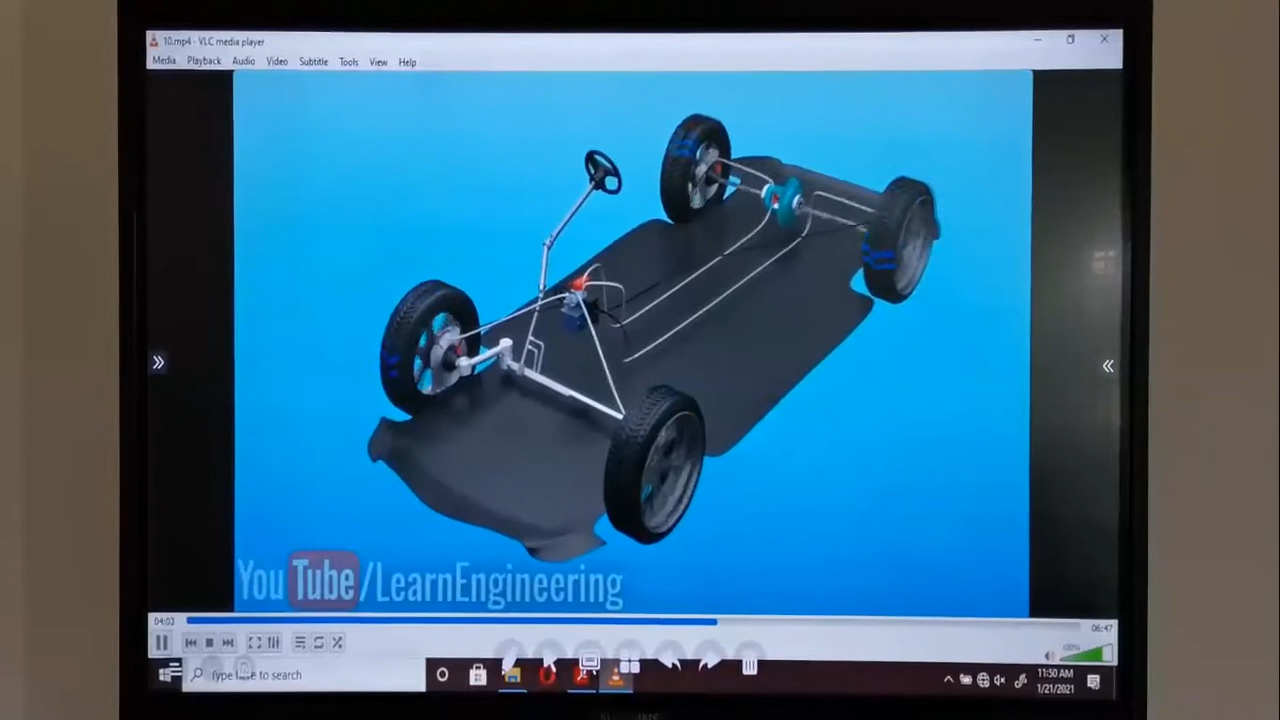 10.mp4 - VLC media player
Media Playback Audio Video Subtitle Tools View Help
YouTube/LearnEngineering
04:02
06:47
100%
Type here to search
11:50 AM
1/21/2021